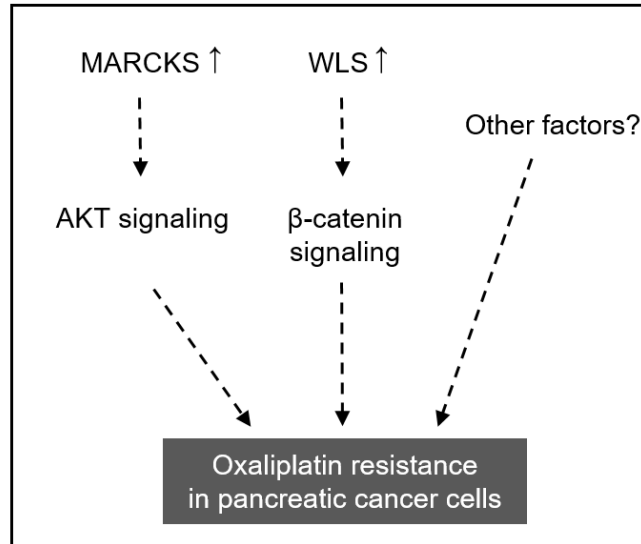 MARCKS ↑
WLS ↑
Other factors?
AKT signaling
β-catenin
signaling
Oxaliplatin resistance
in pancreatic cancer cells